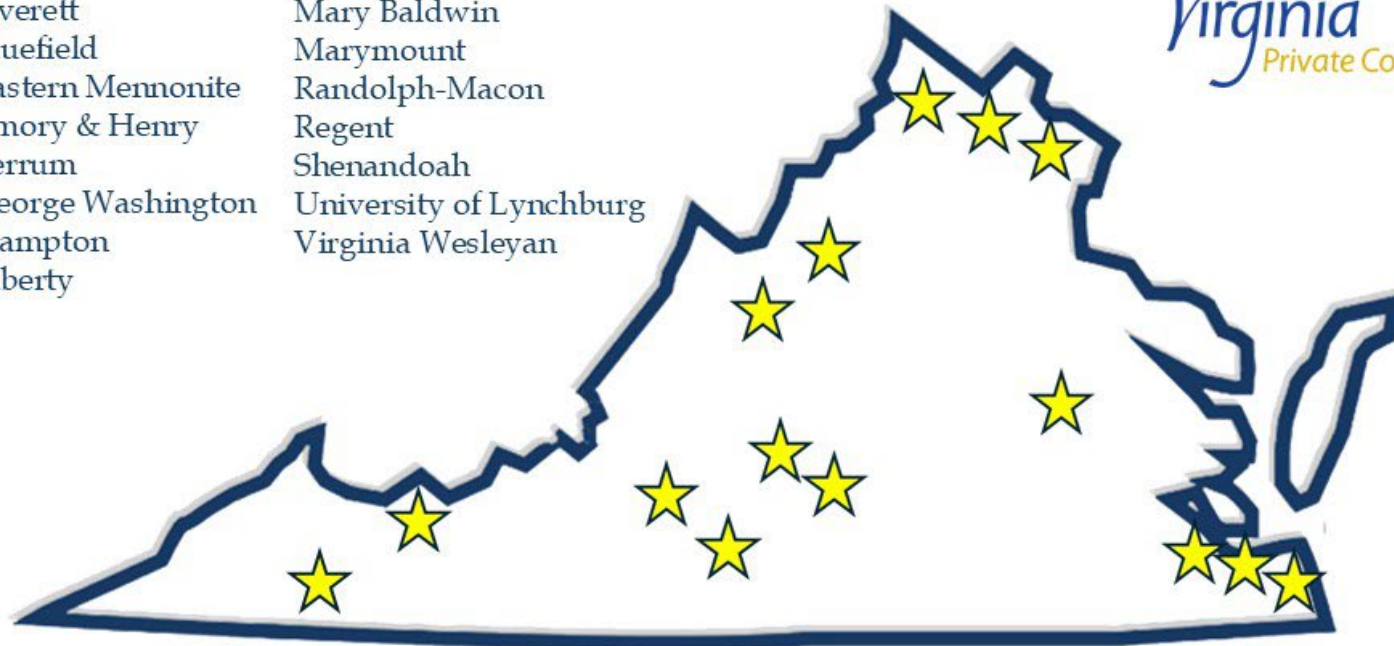 verett
uefield
astern Mennonite
mory & Henry
errum
eorge Washington
ampton
berty
Mary Baldwin
Marymount
Randolph-Macon
Regent
Shenandoah
University of Lynchburg
Virginia Wesleyan
Virginia
Private Co